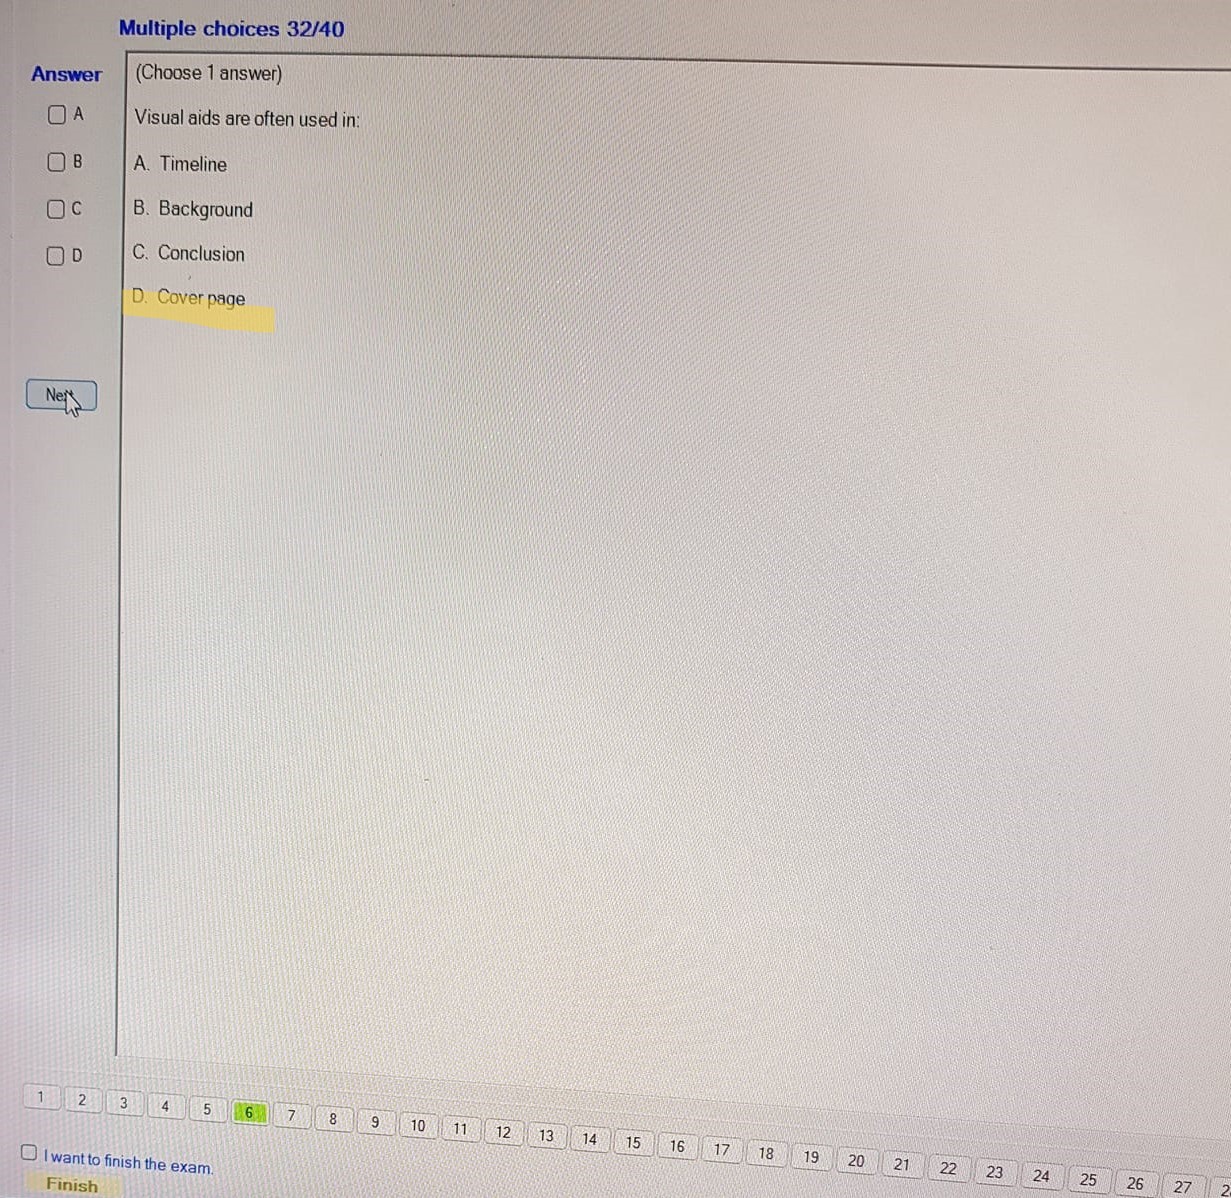 Multiple choices 32/40
Answer
(Choose 1 answer)
A
Visual aids are often used in:
B
A. Timeline
C
B. Background
D
C. Conclusion
D. Cover page
1 2 3 4 5 6 7 8 9 10 11 12 13 14 15 16 17 18 19 20 21 22 23 24 25 26 27
I want to finish the exam.
Finish